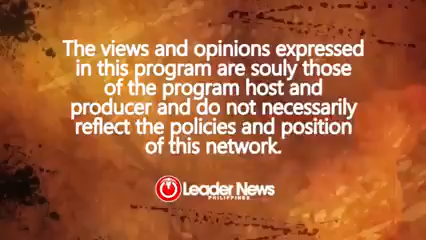 The views and opinions expressed
in this program are souly those
of the program host and
producer and do not necessarily
reflect the policies and position
of this network.
Leader News
PHILIPPINES